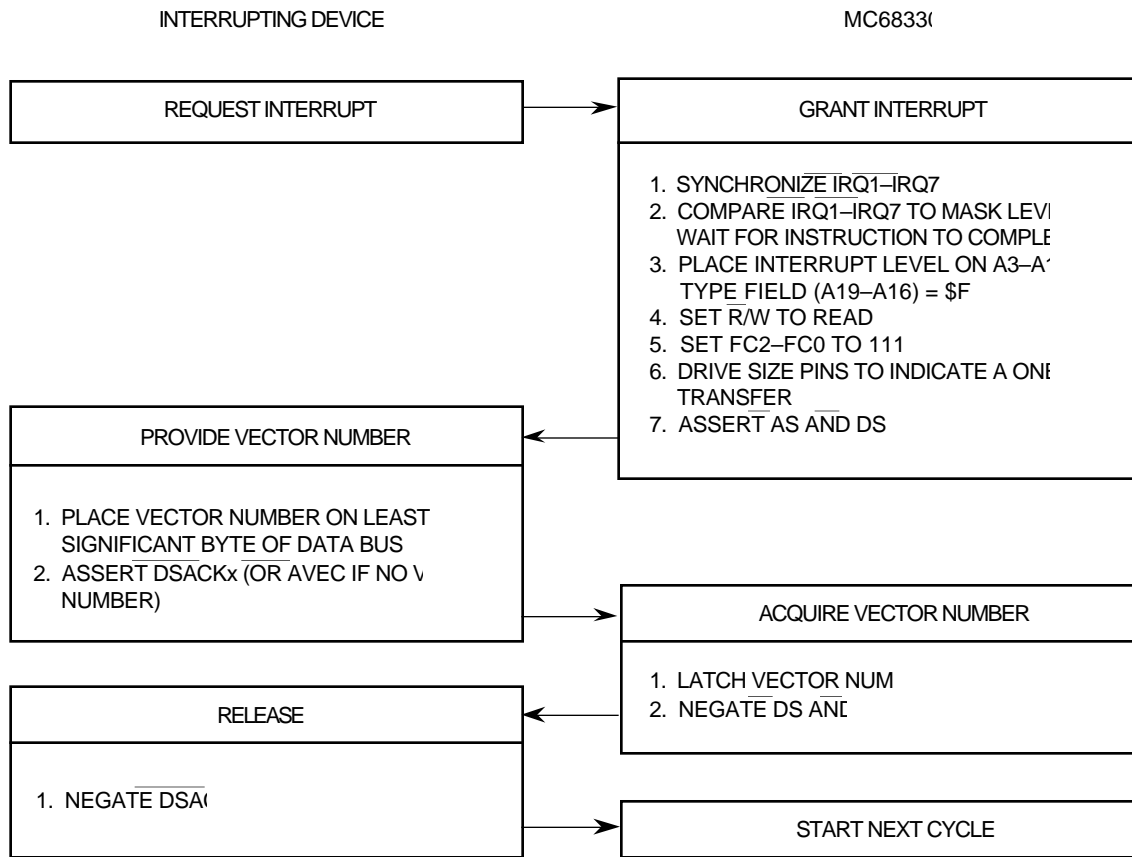 INTERRUPTING DEVICE
MC6833
REQUEST INTERRUPT
GRANT INTERRUPT
1. SYNCHRONIZE IRQ1–IRQ7
2. COMPARE IRQ1–IRQ7 TO MASK
WAIT FOR INSTRUCTION TO
3. PLACE INTERRUPT LEVEL ON
TYPE FIELD (A19–A16) = $F
4. SET R/W TO READ
5. SET FC2–FC0 TO 111
6. DRIVE SIZE PINS TO INDICATE A
TRANSFER
7. ASSERT AS AND DS
PROVIDE VECTOR NUMBER
1. PLACE VECTOR NUMBER ON LEAST
SIGNIFICANT BYTE OF DATA BUS
2. ASSERT DSACKx (OR AVEC IF NO
NUMBER)
ACQUIRE VECTOR NUMBER
1. LATCH VECTOR NUM
2. NEGATE DS
RELEASE
1. NEGATE
START NEXT CYCLE